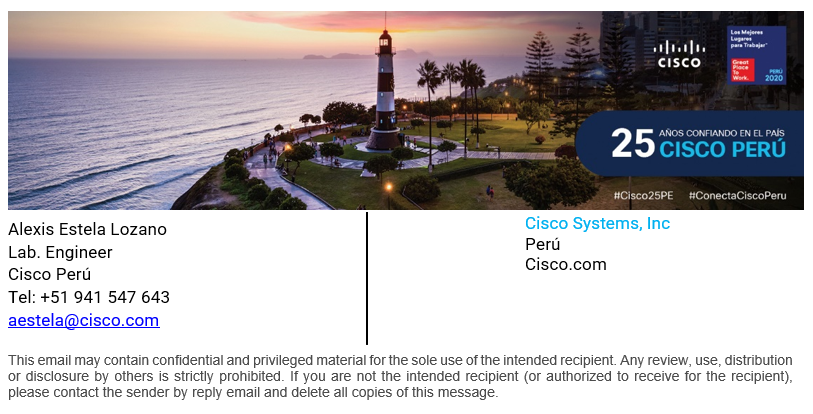 CISCO
Los Mejores
Lugares
para Trabajar™
Great
Place
To
Work.
PERÚ
2020
25 AÑOS CONFIANDO EN EL PAÍS
CISCO PERÚ
#Cisco25PE #ConectaCiscoPeru
Alexis Estela Lozano
Lab. Engineer
Cisco Perú
Tel: +51 941 547 643
aestela@cisco.com
Cisco Systems, Inc
Perú
Cisco.com
This email may contain confidential and privileged material for the sole use of the intended recipient. Any review, use, distribution
or disclosure by others is strictly prohibited. If you are not the intended recipient (or authorized to receive for the recipient),
please contact the sender by reply email and delete all copies of this message.